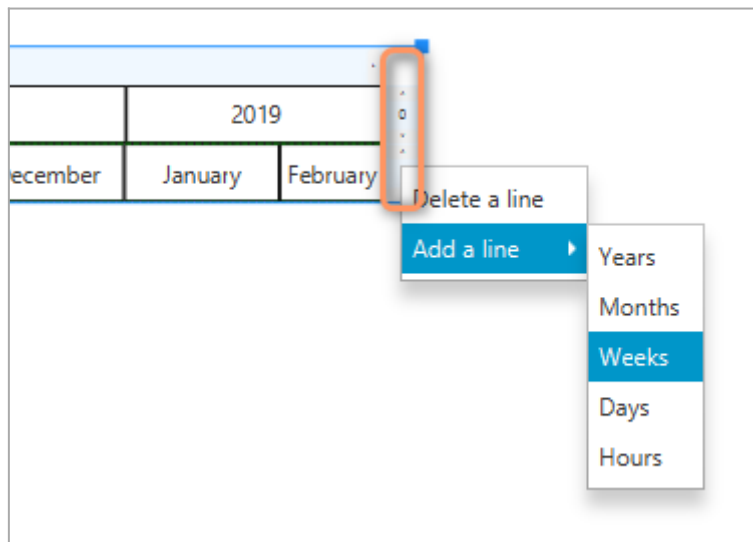 2019
ecember
January
February
Delete a line
Add a line
Years
Months
Weeks
Days
Hours